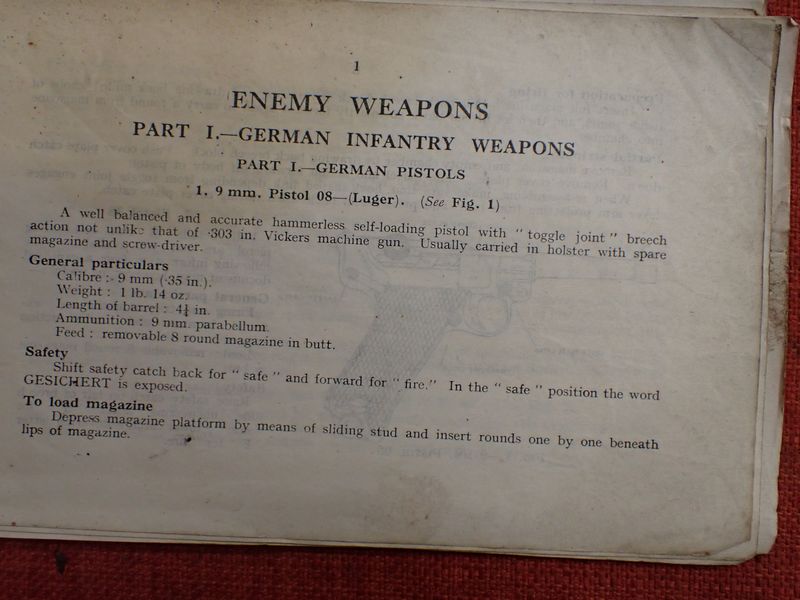 1
ENEMY WEAPONS
PART I.—GERMAN INFANTRY WEAPONS
PART I.—GERMAN PISTOLS
1. 9 mm. Pistol 08—(Luger). (See Fig. 1)
A well balanced and accurate hammerless self-loading pistol with " toggle joint " breech
action not unlike that of ·303 in. Vickers machine gun. Usually carried in holster with spare
magazine and screw-driver.
General particulars
Calibre : 9 mm (·35 in.).
Weight : 1 lb. 14 oz.
Length of barrel : 4¼ in.
Ammunition : 9 mm. parabellum.
Feed : removable 8 round magazine in butt.
Safety
Shift safety catch back for " safe " and forward for " fire." In the " safe " position the word
GESICHERT is exposed.
To load magazine
Depress magazine platform by means of sliding stud and insert rounds one by one beneath
lips of magazine.